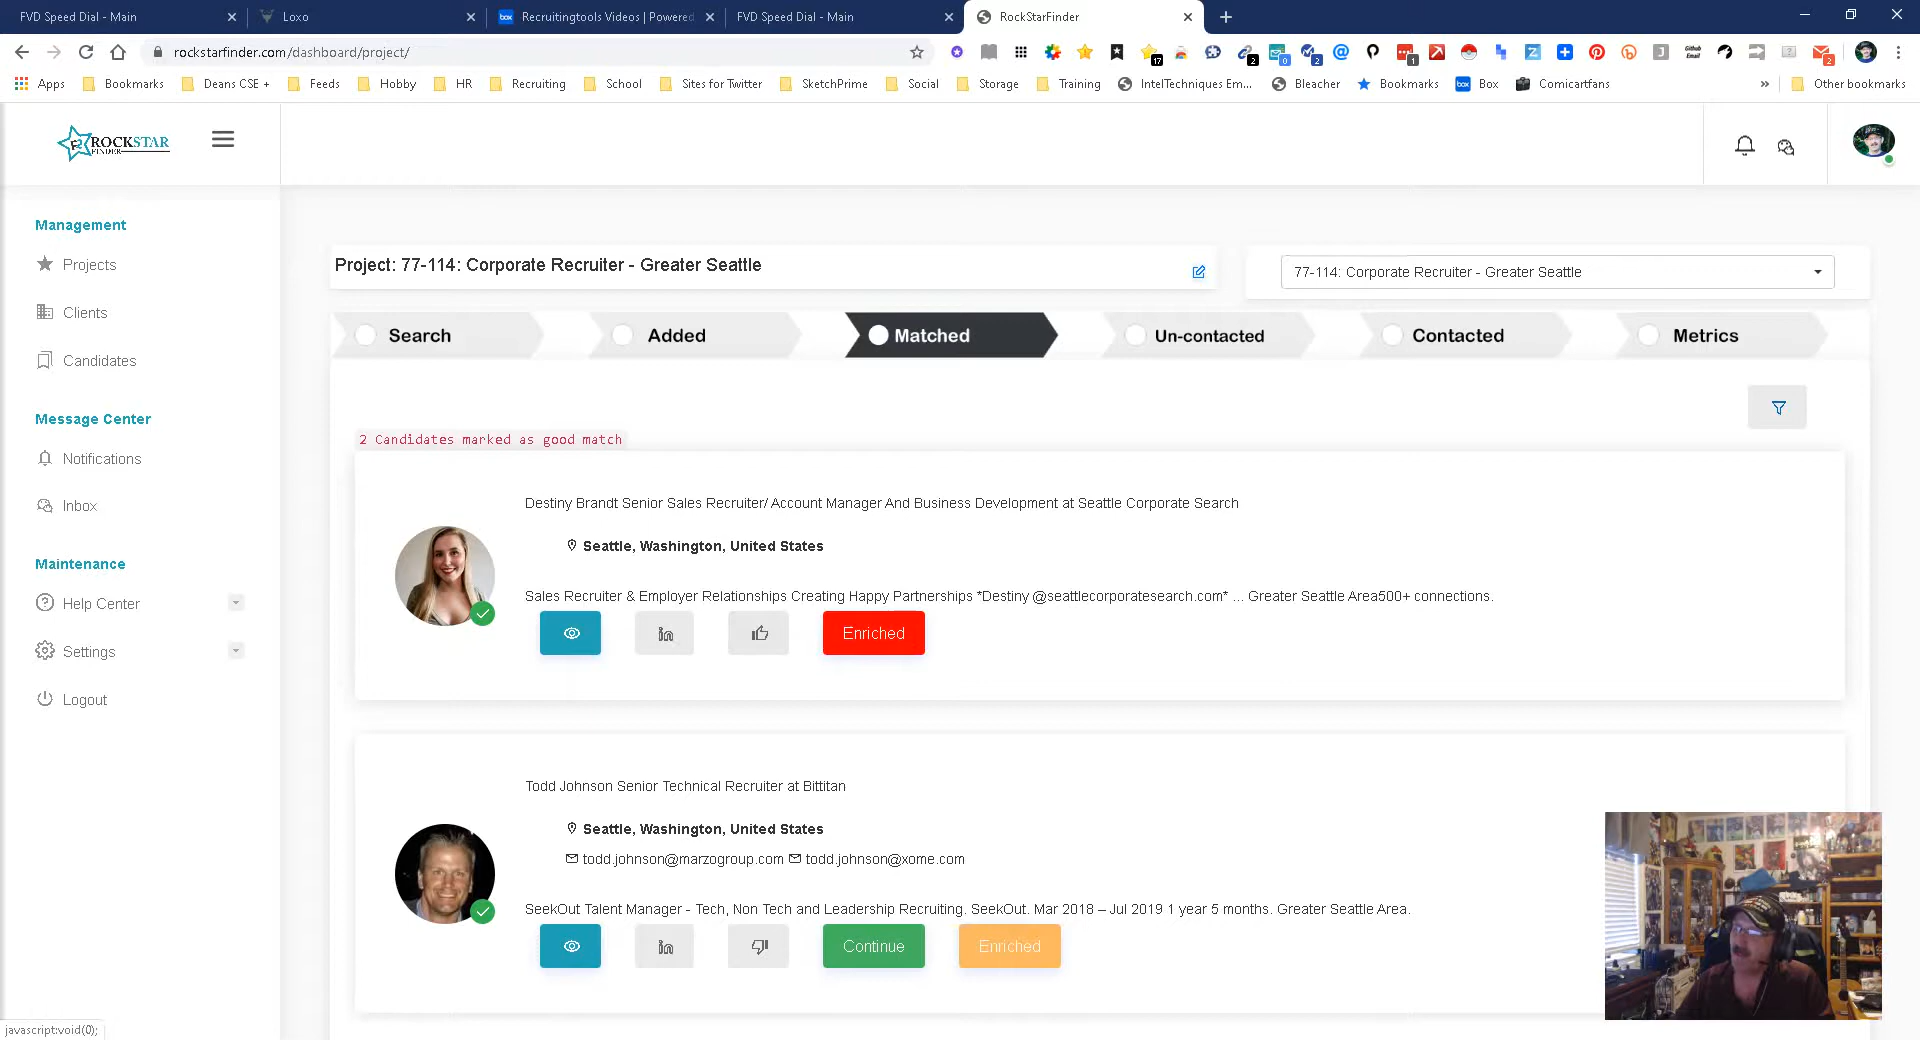 FVD Speed Dial - Main
Loxo
Recruitingtools Videos | Powered
FVD Speed Dial - Main
RockStarFinder
rockstarfinder.com/dashboard/project/
Apps
Bookmarks
Deans CSE +
Feeds
Hobby
HR
Recruiting
School
Sites for Twitter
SketchPrime
Social
Storage
Training
IntelTechniques Em...
Bleacher
Bookmarks
box
Box
Comicartfans
»
Other bookmarks
ROCKSTAR
FINDER
Management
Projects
Clients
Candidates
Message Center
Notifications
Inbox
Maintenance
Help Center
Settings
Logout
Project: 77-114: Corporate Recruiter - Greater Seattle
77-114: Corporate Recruiter - Greater Seattle
Search
Added
Matched
Un-contacted
Contacted
Metrics
2 Candidates marked as good match
Destiny Brandt Senior Sales Recruiter/ Account Manager And Business Development at Seattle Corporate Search
Seattle, Washington, United States
Sales Recruiter & Employer Relationships Creating Happy Partnerships *Destiny @seattlecorporatesearch.com* ... Greater Seattle Area500+ connections.
in
Enriched
Todd Johnson Senior Technical Recruiter at Bittitan
Seattle, Washington, United States
todd.johnson@marzogroup.com todd.johnson@xome.com
SeekOut Talent Manager - Tech, Non Tech and Leadership Recruiting. SeekOut. Mar 2018 – Jul 2019 1 year 5 months. Greater Seattle Area.
in
Continue
Enriched
javascript:void(0);